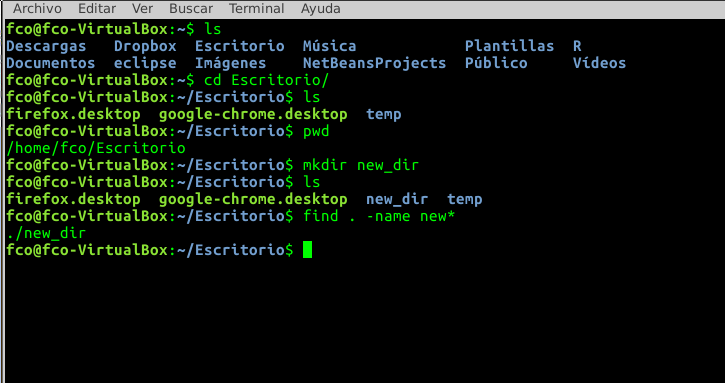 Archivo Editar Ver Buscar Terminal Ayuda
fco@fco-VirtualBox:~$ ls
Descargas Dropbox Escritorio Música Plantillas R
Documentos eclipse Imágenes NetBeansProjects Público Vídeos
fco@fco-VirtualBox:~$ cd Escritorio/
fco@fco-VirtualBox:~/Escritorio$ ls
firefox.desktop google-chrome.desktop temp
fco@fco-VirtualBox:~/Escritorio$ pwd
/home/fco/Escritorio
fco@fco-VirtualBox:~/Escritorio$ mkdir new_dir
fco@fco-VirtualBox:~/Escritorio$ ls
firefox.desktop google-chrome.desktop new_dir temp
fco@fco-VirtualBox:~/Escritorio$ find . -name new*
./new_dir
fco@fco-VirtualBox:~/Escritorio$